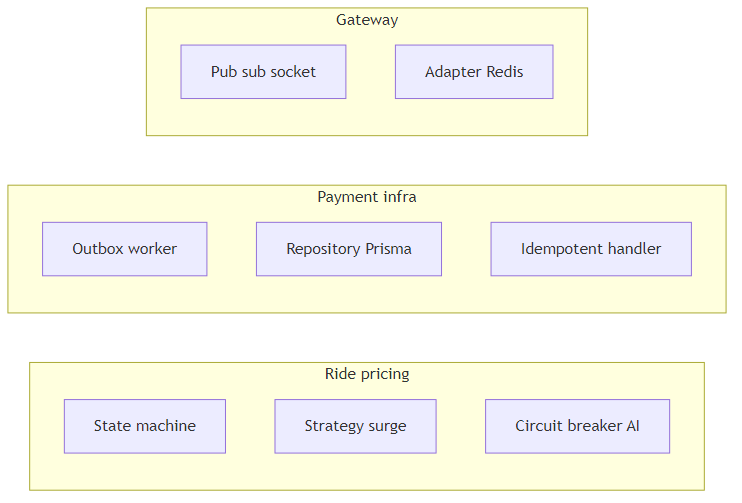 Gateway
Pub sub socket
Adapter Redis
Payment infra
Outbox worker
Repository Prisma
Idempotent handler
Ride pricing
State machine
Strategy surge
Circuit breaker AI